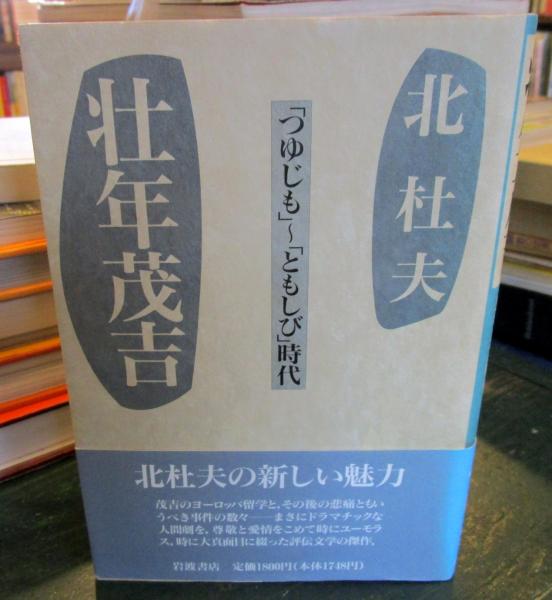 北杜夫
「つゆじも」～「ともしび」時代
壮年茂吉
北杜夫の新しい魅力
茂吉のヨーロッパ留学と、その後の悲痛ともい
うべき事件の数々――まさにドラマチックな
人間劇を、尊敬と愛情をこめて時にユーモラ
ス、時に大真面目に綴った評伝文学の傑作。
岩波書店 定価1800円(本体1748円)